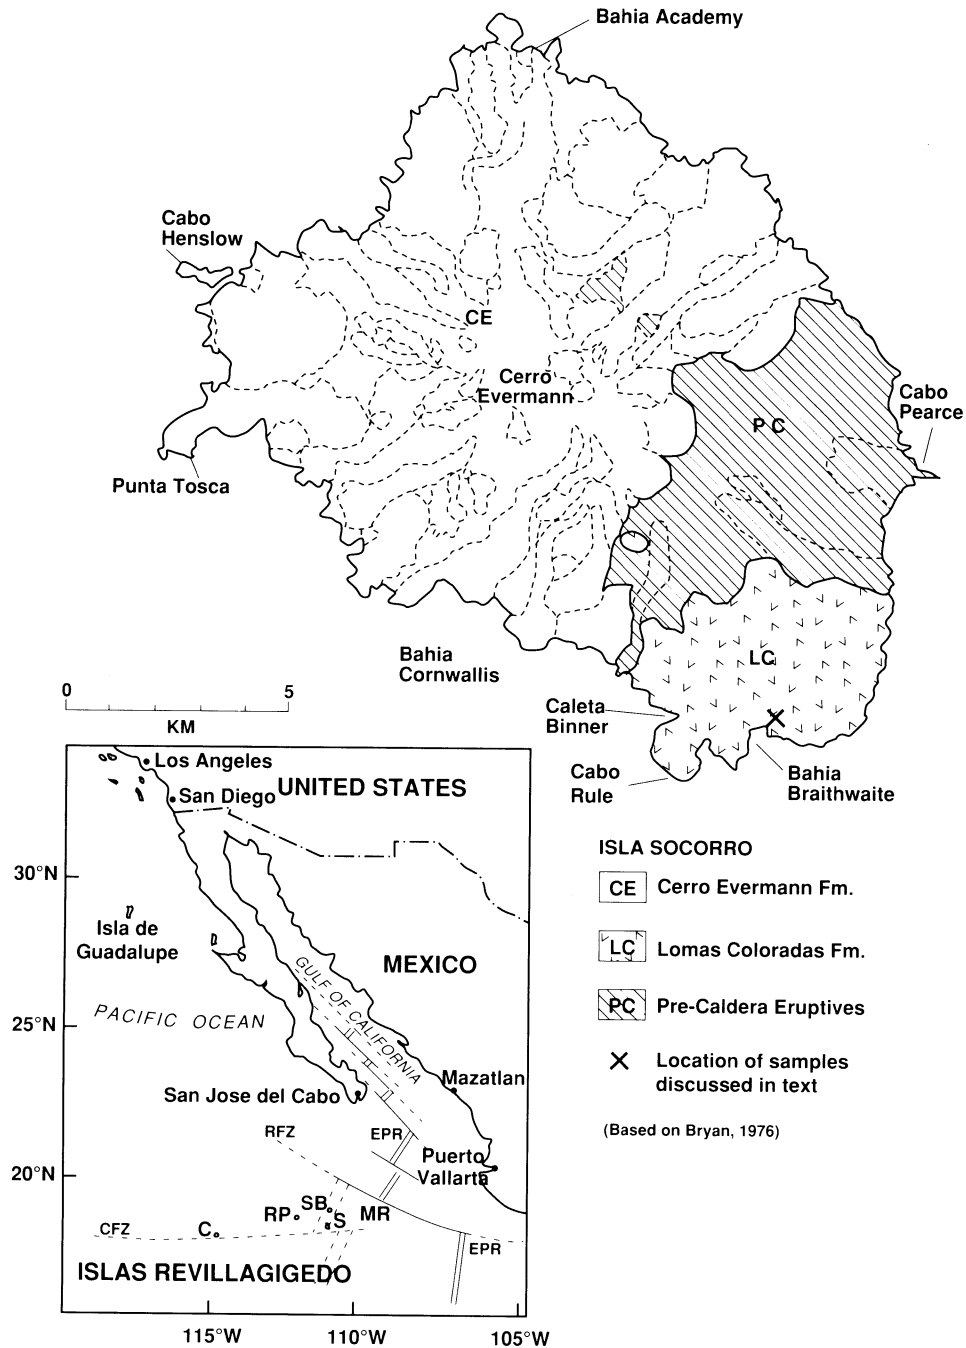 Bahia Academy
Cabo
Henslow
CE
Cerro
Evermann
Cabo
Pearce
PC
Punta Tosca
Bahia
Cornwallis
LC
0 5
KM
Caleta
Binner
Cabo
Rule
Bahia
Braithwaite
Los Angeles
San Diego
UNITED STATES
30°N
Isla de
Guadalupe
MEXICO
GULF OF CALIFORNIA
PACIFIC OCEAN
25°N
San Jose del Cabo
Mazatlan
RFZ
EPR
Puerto
Vallarta
20°N
SB
RP
S
MR
CFZ
C
EPR
ISLAS REVILLAGIGEDO
115°W
110°W
105°W
ISLA SOCORRO
CE Cerro Evermann Fm.
LC Lomas Coloradas Fm.
PC Pre-Caldera Eruptives
Location of samples
discussed in text
(Based on Bryan, 1976)